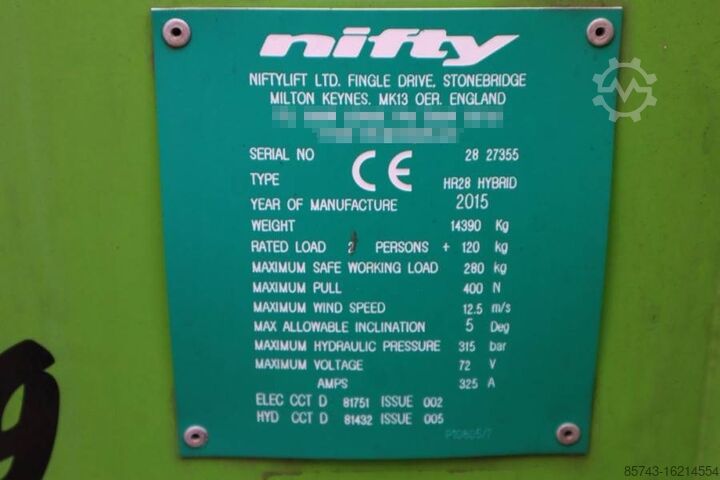 nifty
NIFTYLIFT LTD. FINGLE DRIVE, STONEBRIDGE
MILTON KEYNES. MK13 OER. ENGLAND
SERIAL NO 28 27355
CE
TYPE HR28 HYBRID
YEAR OF MANUFACTURE 2015
WEIGHT 14390 Kg
RATED LOAD 2 PERSONS + 120 kg
MAXIMUM SAFE WORKING LOAD 280 kg
MAXIMUM PULL 400 N
MAXIMUM WIND SPEED 12.5 m/s
MAX ALLOWABLE INCLINATION 5 Deg
MAXIMUM HYDRAULIC PRESSURE 315 bar
MAXIMUM VOLTAGE 72 V
AMPS 325 A
ELEC CCT D 81751 ISSUE 002
HYD CCT D 81432 ISSUE 005
9
85743-16214554